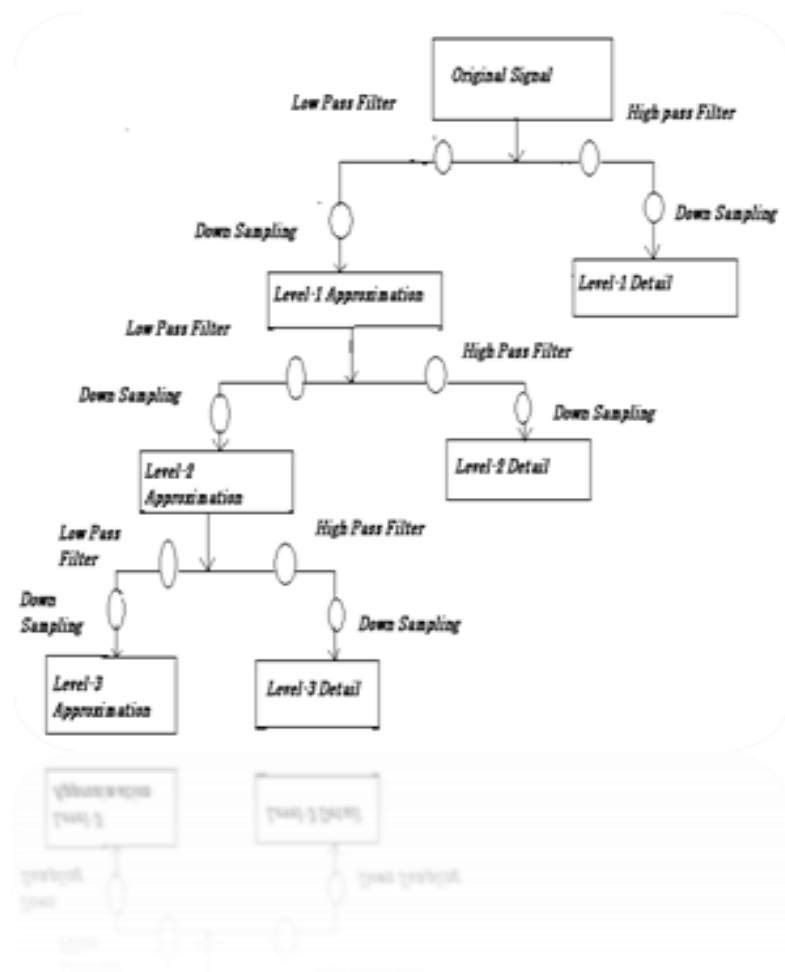 Original Signal
Low Pass Filter
High pass Filter
Down Sampling
Down Sampling
Level-1 Approximation
Level-1 Detail
Low Pass Filter
High Pass Filter
Down Sampling
Down Sampling
Level-2
Approximation
Level-2 Detail
Low Pass
Filter
High Pass Filter
Down
Sampling
Down Sampling
Level-3
Approximation
Level-3 Detail